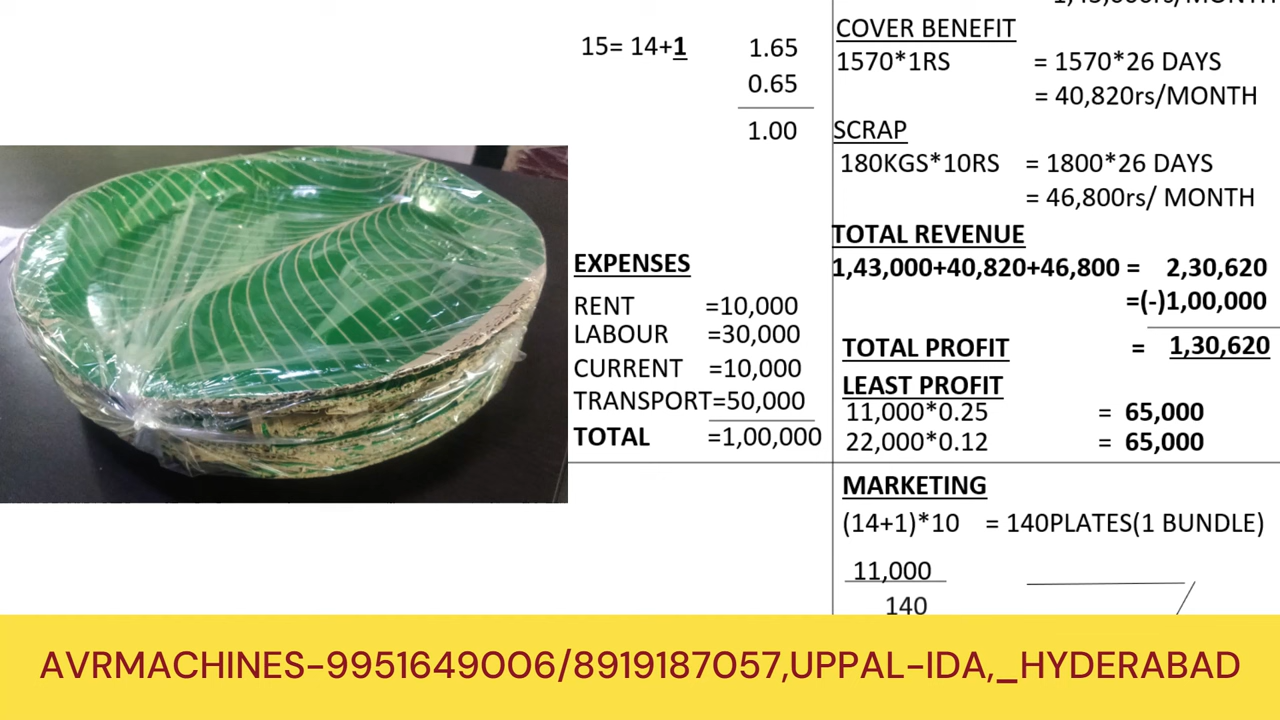 15= 14+1 1.65
0.65
1.00
EXPENSES
RENT =10,000
LABOUR =30,000
CURRENT =10,000
TRANSPORT=50,000
TOTAL =1,00,000
COVER BENEFIT
1570*1RS = 1570*26 DAYS
= 40,820rs/MONTH
SCRAP
180KGS*10RS = 1800*26 DAYS
= 46,800rs/ MONTH
TOTAL REVENUE
1,43,000+40,820+46,800 = 2,30,620
=(-)1,00,000
TOTAL PROFIT = 1,30,620
LEAST PROFIT
11,000*0.25 = 65,000
22,000*0.12 = 65,000
MARKETING
(14+1)*10 = 140PLATES(1 BUNDLE)
11,000
140
AVRMACHINES-9951649006/8919187057,UPPAL-IDA,_HYDERABAD